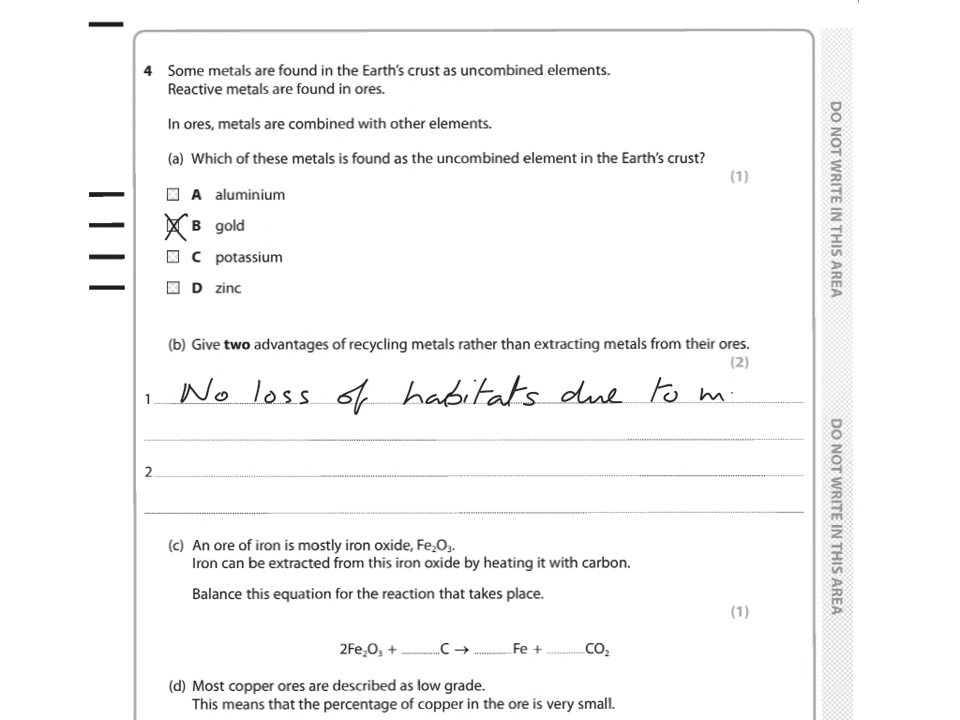 4 Some metals are found in the Earth's crust as uncombined elements.
Reactive metals are found in ores.
In ores, metals are combined with other elements.
(a) Which of these metals is found as the uncombined element in the Earth's crust?
(1)
A aluminium
B gold
C potassium
D zinc
(b) Give two advantages of recycling metals rather than extracting metals from their ores.
(2)
1 No loss of habitats due to m
2
(c) An ore of iron is mostly iron oxide, Fe₂O₃.
Iron can be extracted from this iron oxide by heating it with carbon.
Balance this equation for the reaction that takes place.
(1)
2Fe₂O₃ + ............C → ............Fe + ............CO₂
(d) Most copper ores are described as low grade.
This means that the percentage of copper in the ore is very small.
DO NOT WRITE IN THIS AREA
DO NOT WRITE IN THIS AREA